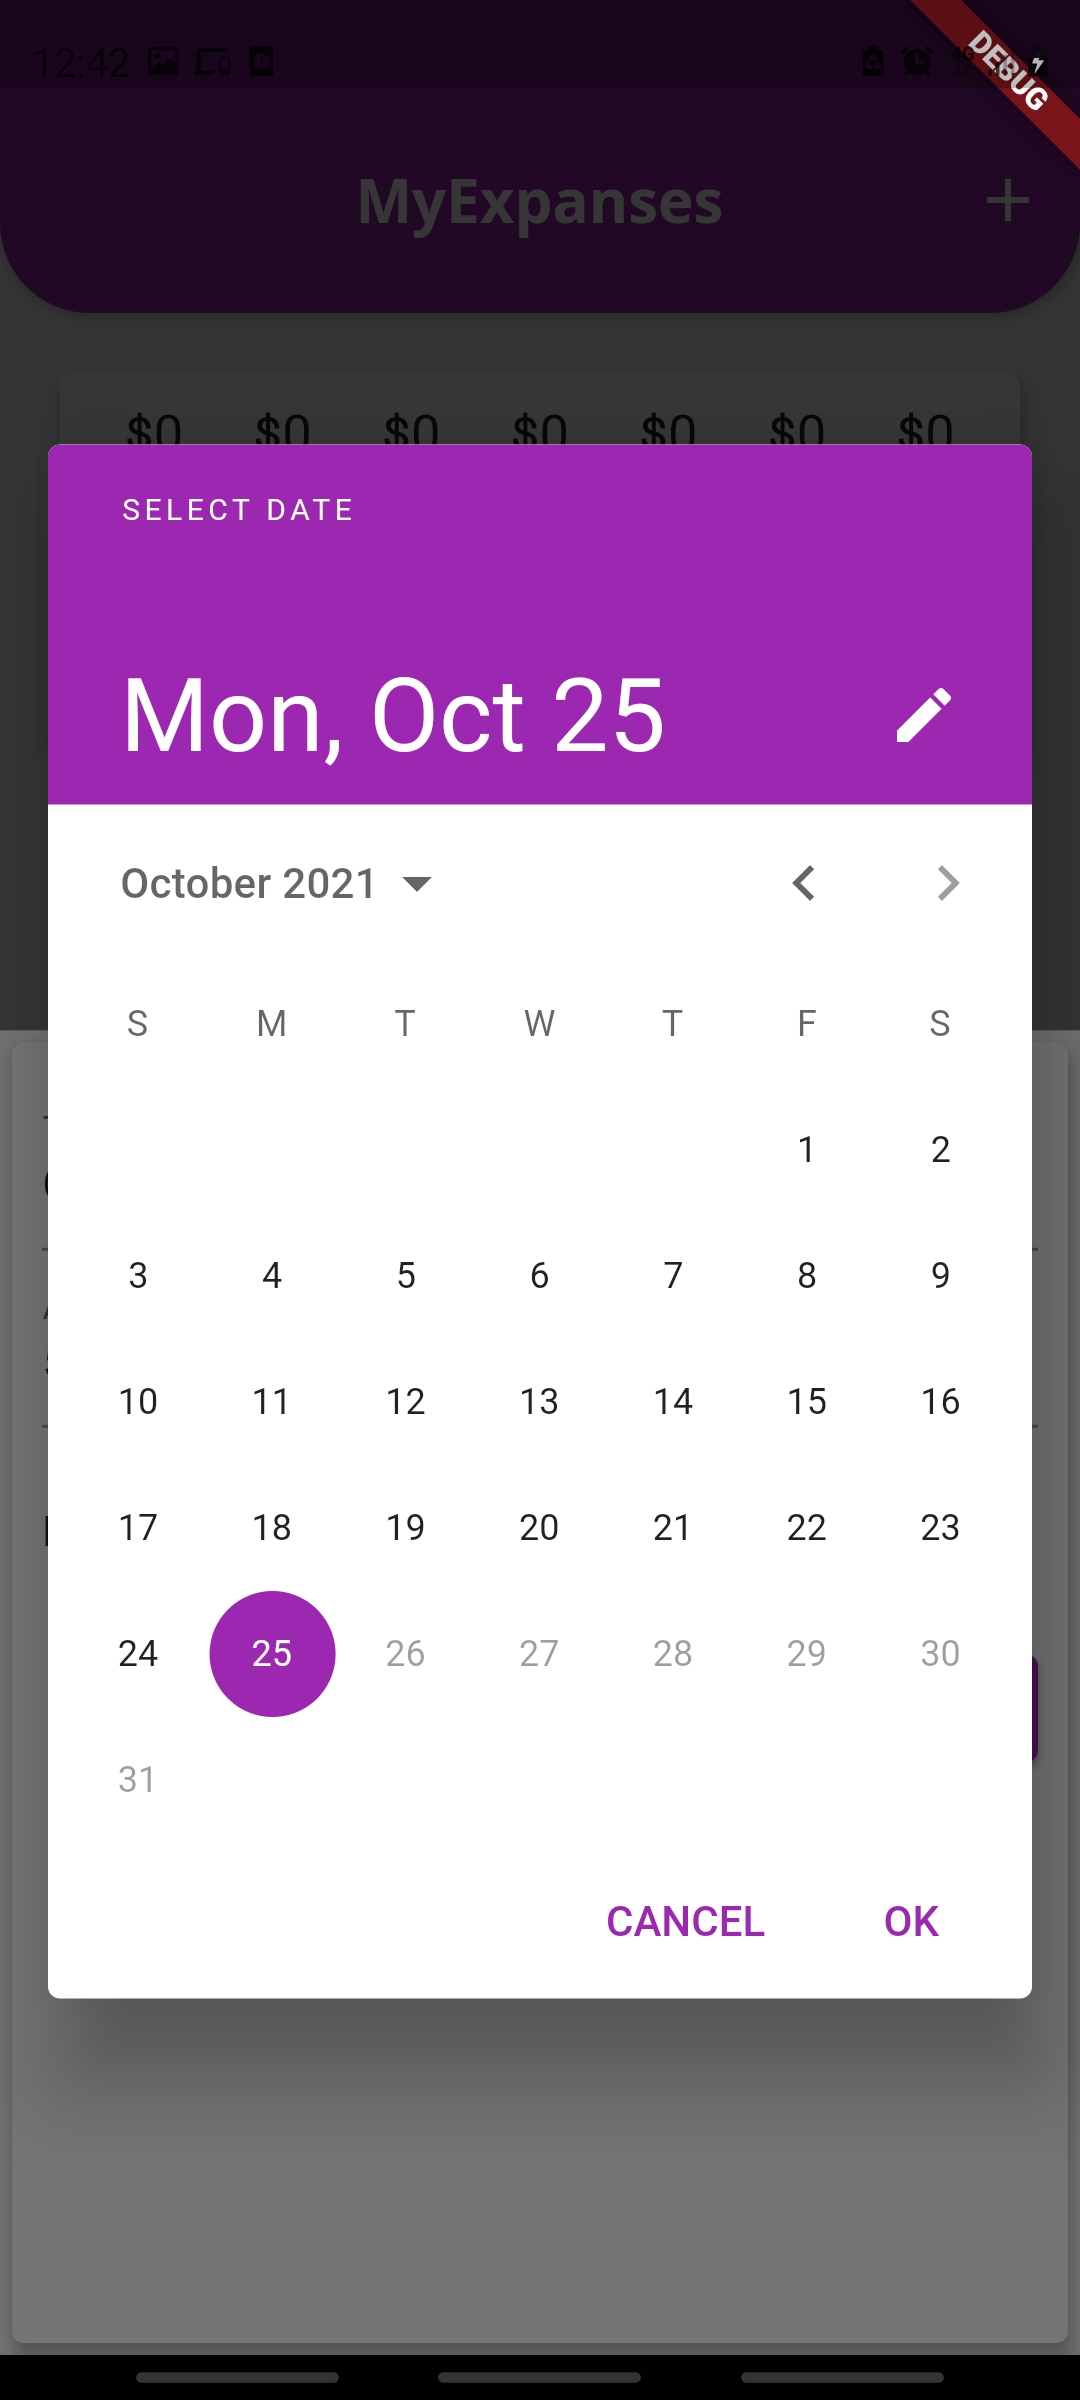 12:42
DEBUG
MyExpanses
$0 $0 $0 $0 $0 $0 $0
SELECT DATE
Mon, Oct 25
October 2021
S M T W T F S
1 2
3 4 5 6 7 8 9
10 11 12 13 14 15 16
17 18 19 20 21 22 23
24 25 26 27 28 29 30
31
CANCEL OK